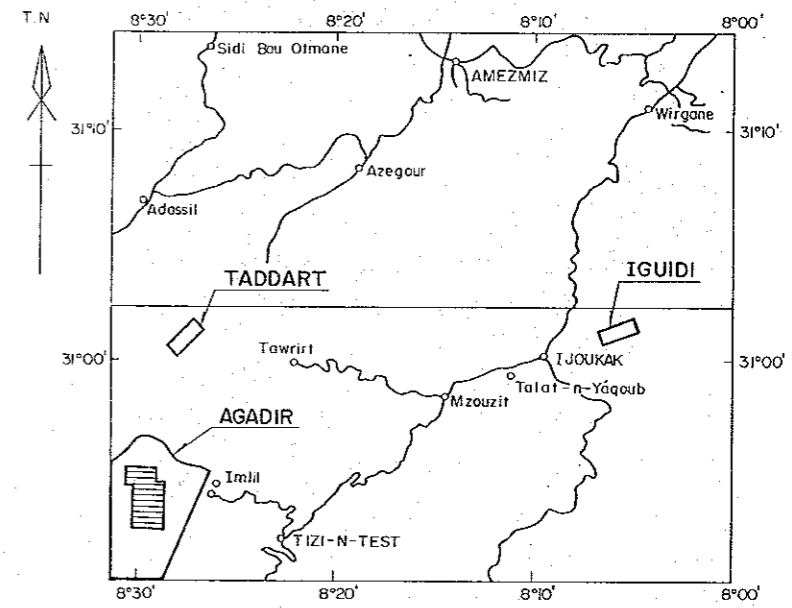 T.N
8°30' 8°20' 8°10' 8°00'
Sidi Bou Otmane
AMEZMIZ
Wirgane
31°10' 31°10'
Azegour
Adassil
TADDART
IGUIDI
Tawrirt
31°00' 31°00'
IJOUKAK
Talat-n-Yàgoub
Mzouzit
AGADIR
Imlil
TIZI-N-TEST
8°30' 8°20' 8°10' 8°00'